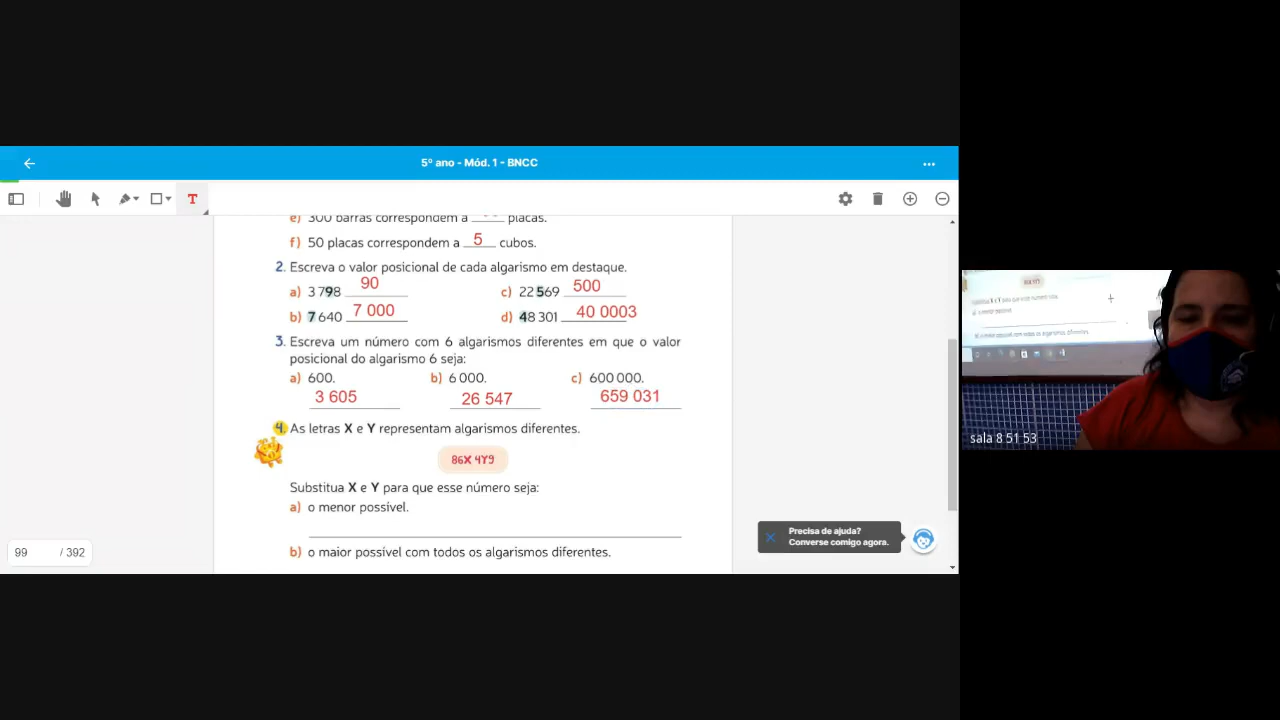 5º ano - Mód. 1 - BNCC
e) 300 barras correspondem a ____ placas.
f) 50 placas correspondem a 5 cubos.
2. Escreva o valor posicional de cada algarismo em destaque.
a) 3 798 90 c) 22 569 500
b) 7 640 7 000 d) 48 301 40 0003
3. Escreva um número com 6 algarismos diferentes em que o valor
posicional do algarismo 6 seja:
a) 600. b) 6 000. c) 600 000.
3 605 26 547 659 031
4. As letras X e Y representam algarismos diferentes.
86X 4Y9
Substitua X e Y para que esse número seja:
a) o menor possível.
b) o maior possível com todos os algarismos diferentes.
99 / 392
Precisa de ajuda?
Converse comigo agora.
T
sala 8 51 53